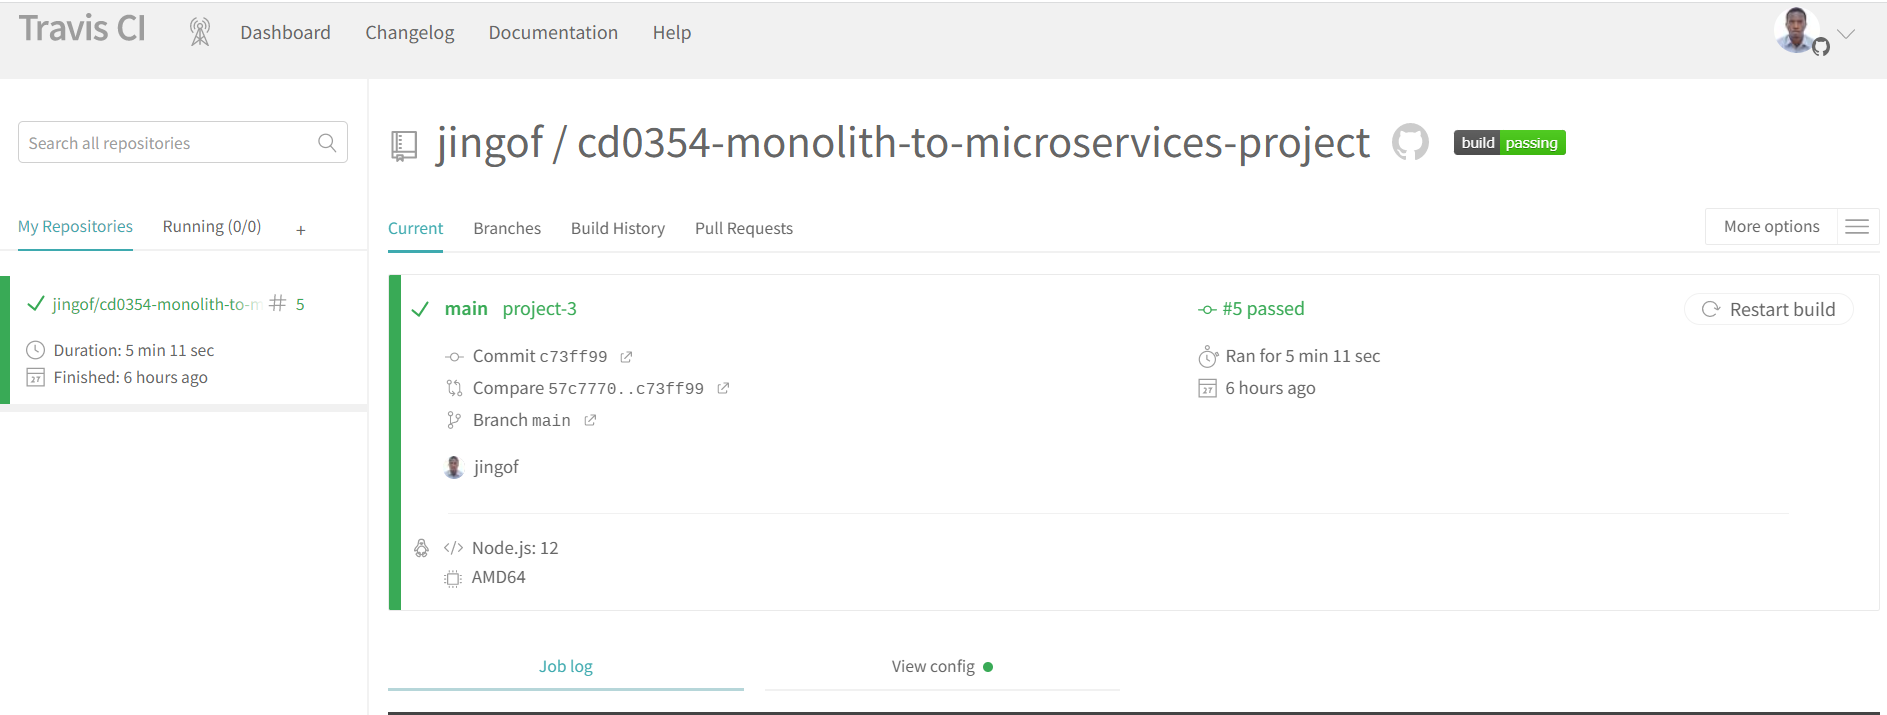 Travis CI Dashboard Changelog Documentation Help
Search all repositories
My Repositories Running (0/0) +
jingof/cd0354-monolith-to-m # 5
Duration: 5 min 11 sec
27 Finished: 6 hours ago
jingof / cd0354-monolith-to-microservices-project build passing
Current Branches Build History Pull Requests More options
main project-3 #5 passed Restart build
Commit c73ff99 Ran for 5 min 11 sec
Compare 57c7770..c73ff99 27 6 hours ago
Branch main
jingof
</> Node.js: 12
AMD64
Job log View config